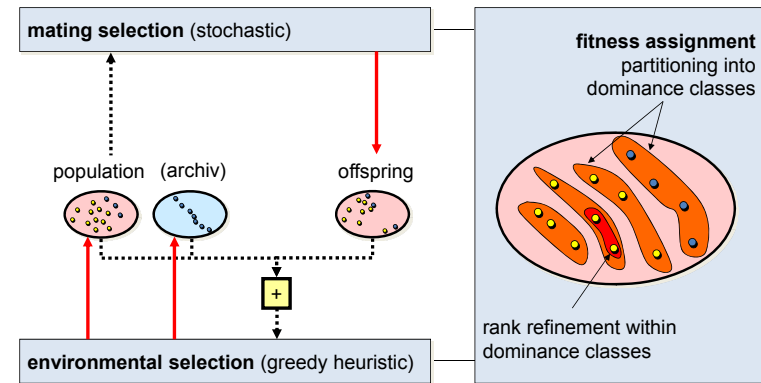 mating selection (stochastic)
fitness assignment
partitioning into
dominance classes
population
(archiv)
offspring
+
rank refinement within
dominance classes
environmental selection (greedy heuristic)